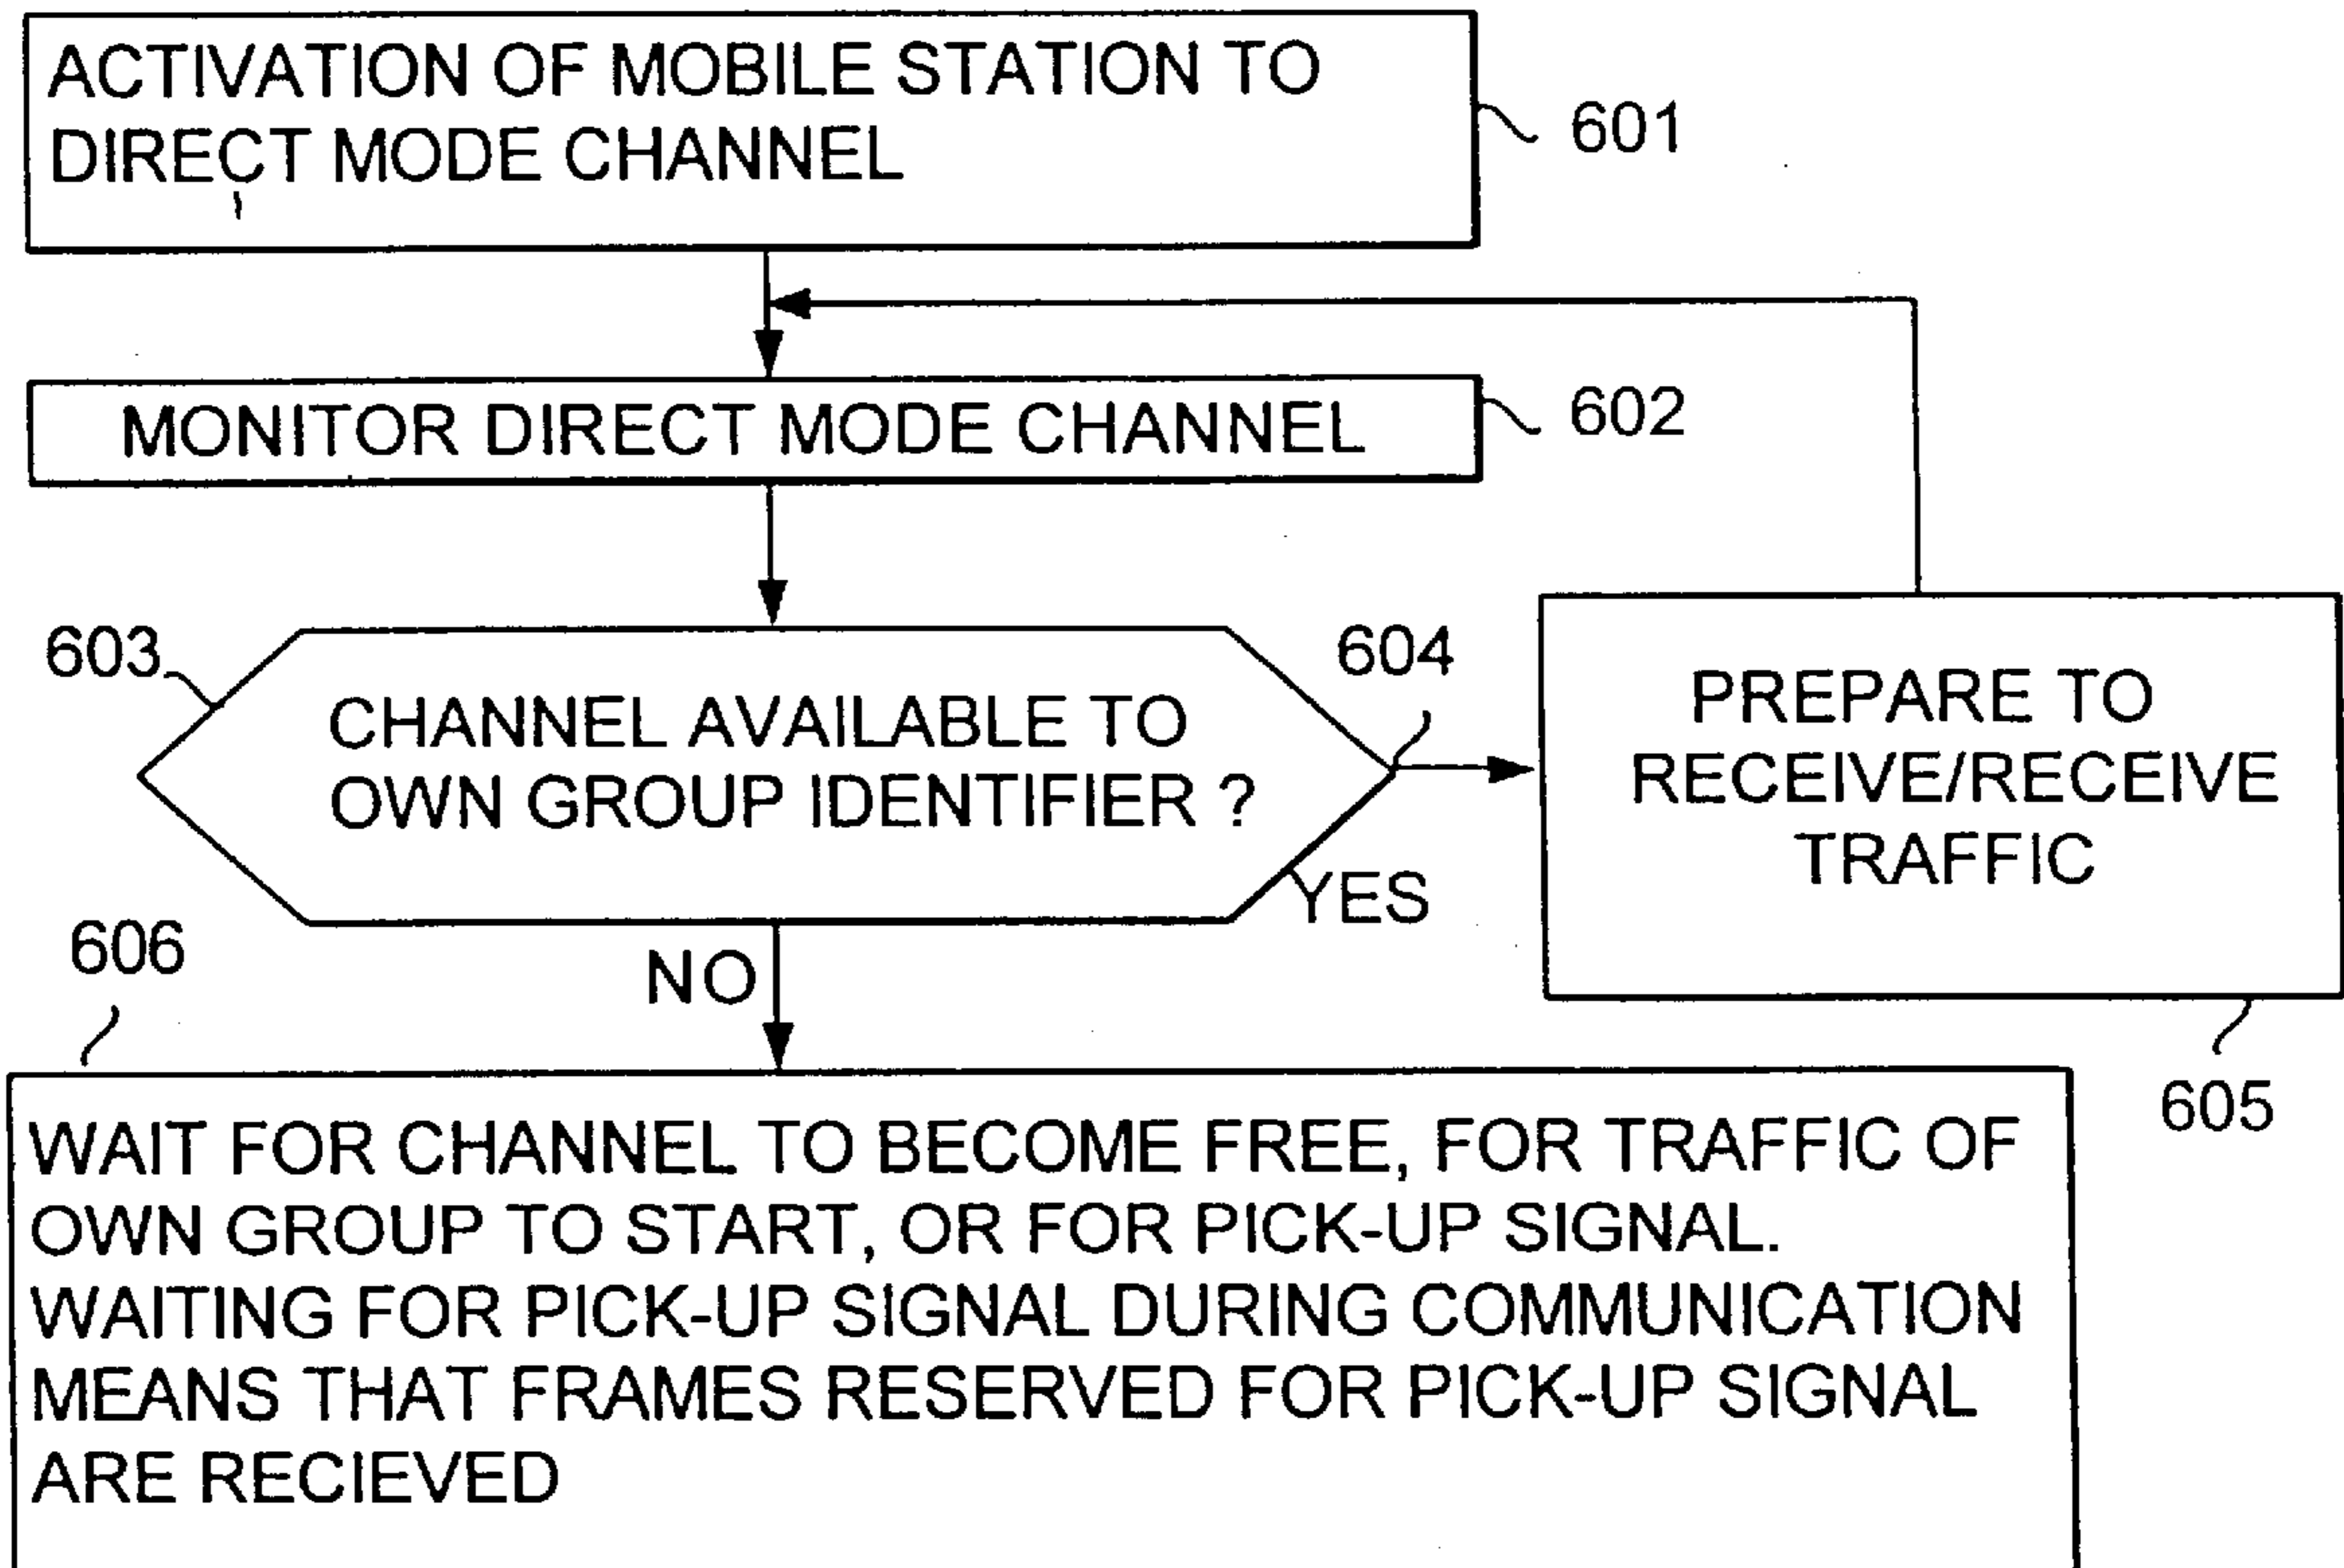 ACTIVATION OF MOBILE STATION TO
DIRECT MODE CHANNEL
601
MONITOR DIRECT MODE CHANNEL
602
603
CHANNEL AVAILABLE TO
OWN GROUP IDENTIFIER ?
604
YES
PREPARE TO
RECEIVE/RECEIVE
TRAFFIC
605
NO
606
WAIT FOR CHANNEL TO BECOME FREE, FOR TRAFFIC OF
OWN GROUP TO START, OR FOR PICK-UP SIGNAL.
WAITING FOR PICK-UP SIGNAL DURING COMMUNICATION
MEANS THAT FRAMES RESERVED FOR PICK-UP SIGNAL
ARE RECIEVED